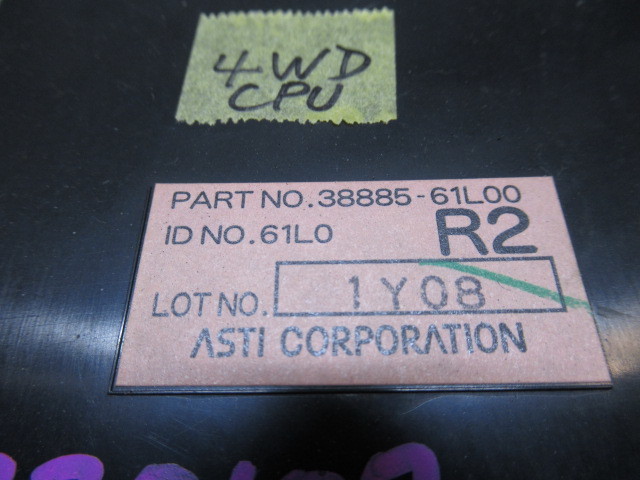 4WD
CPU
PART NO.38885-61L00
ID NO.61L0 R2
LOT NO. 1Y08
ASTI CORPORATION